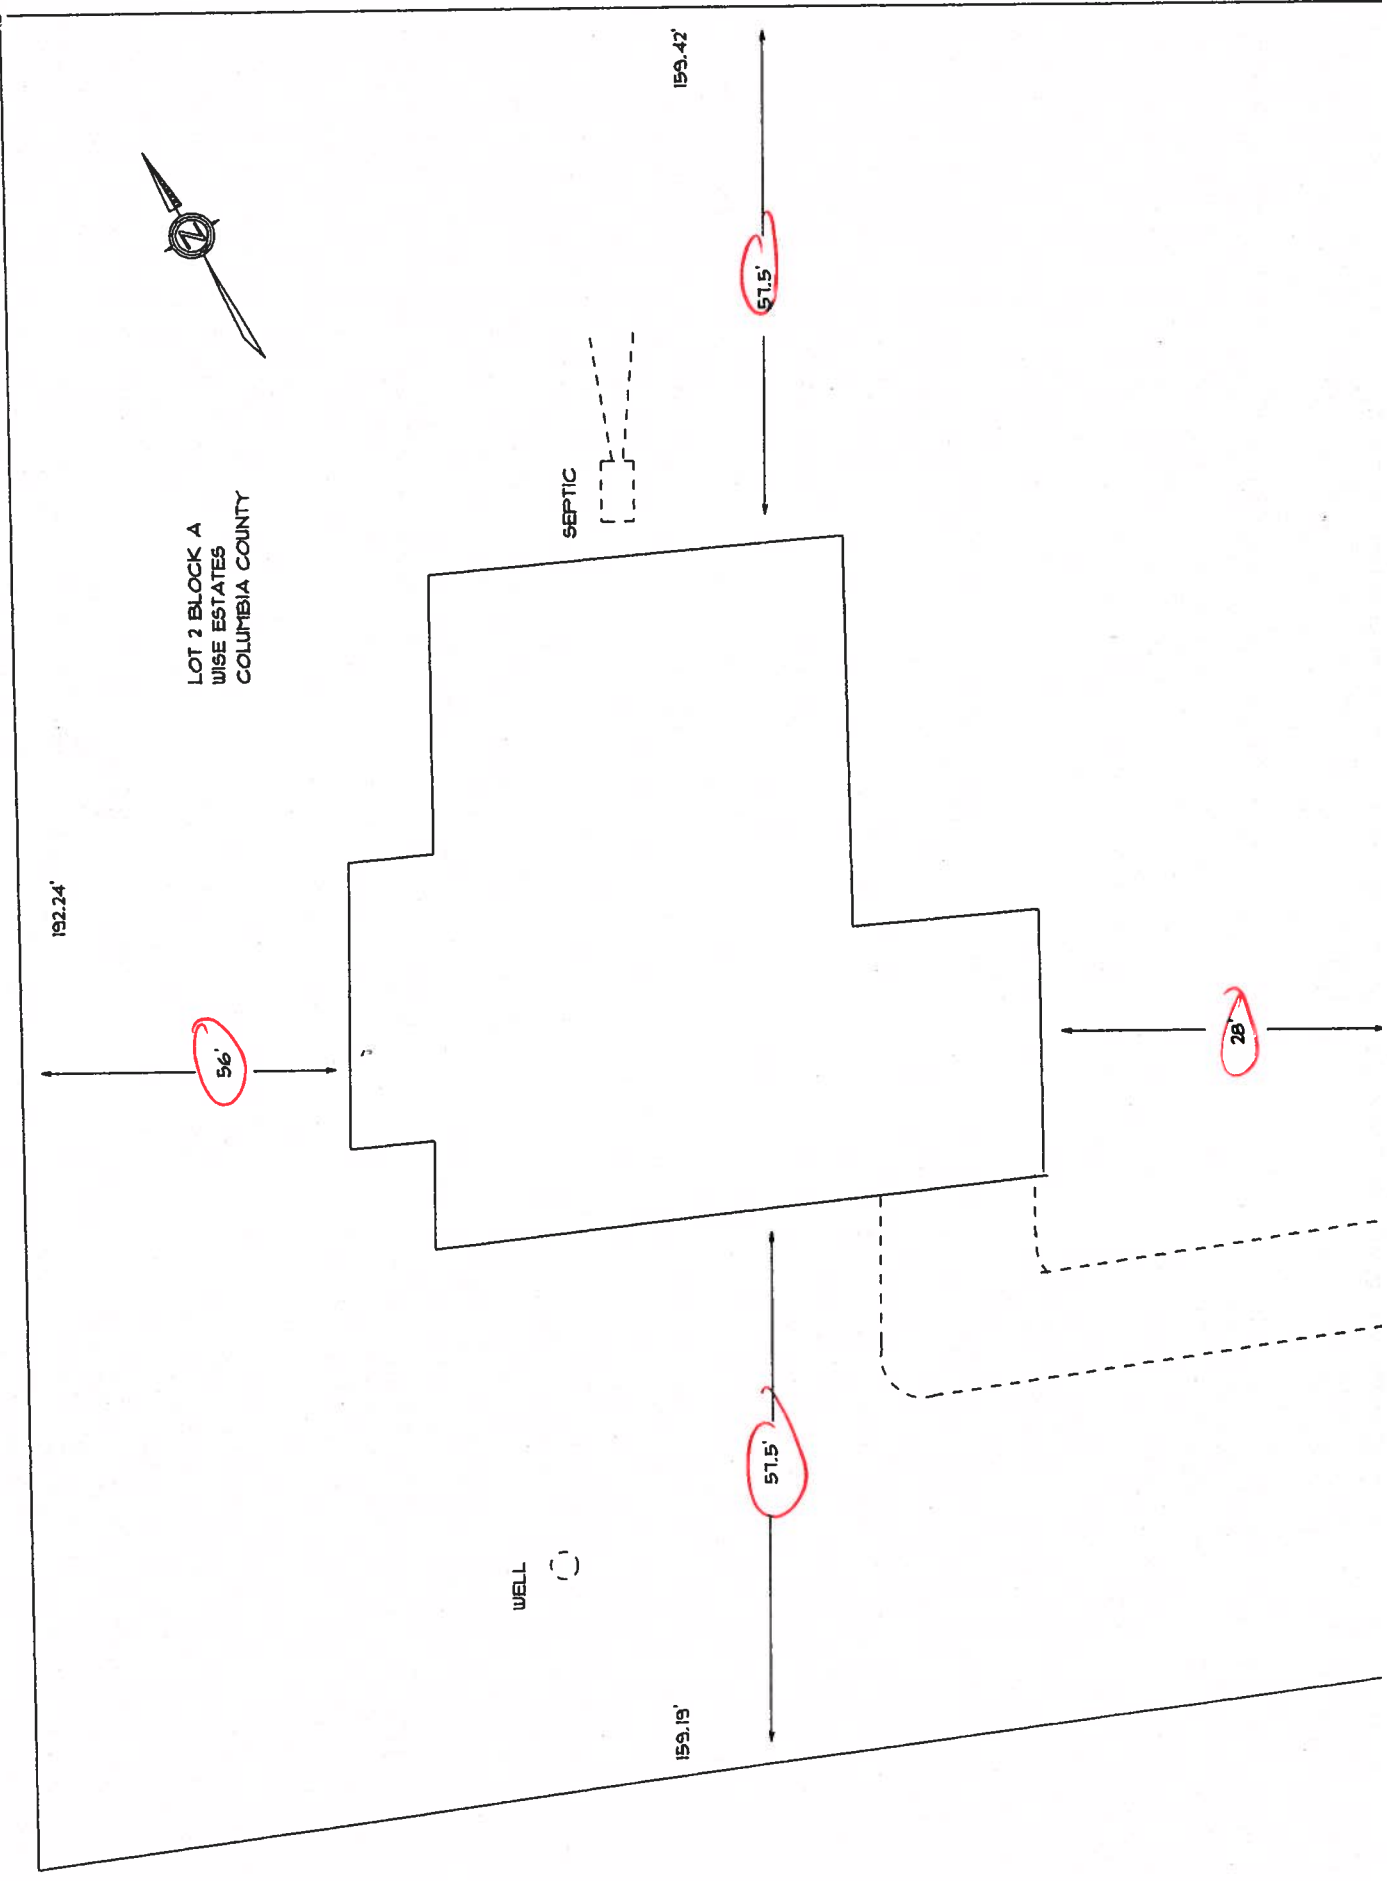 LOT 2 BLOCK A
WISE ESTATES
COLUMBIA COUNTY
192.24'
56'
SEPTIC
159.42'
57.5'
28'
WELL
159.19'
57.5'
N